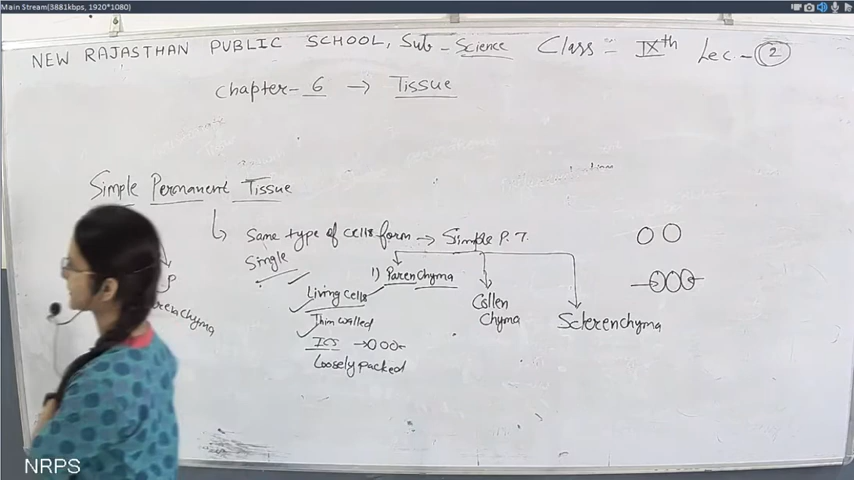 Main Stream(3881kbps, 1920*1080)
NEW RAJASTHAN PUBLIC SCHOOL, Sub - Science Class = IXth Lec - 2
Chapter - 6 → Tissue
Simple Permanent Tissue
Same type of cells form → Simple P. T.
Single
1) Parenchyma
Living cells
Thin walled
ICS
Loosely packed
Collen
chyma
Sclerenchyma
NRPS